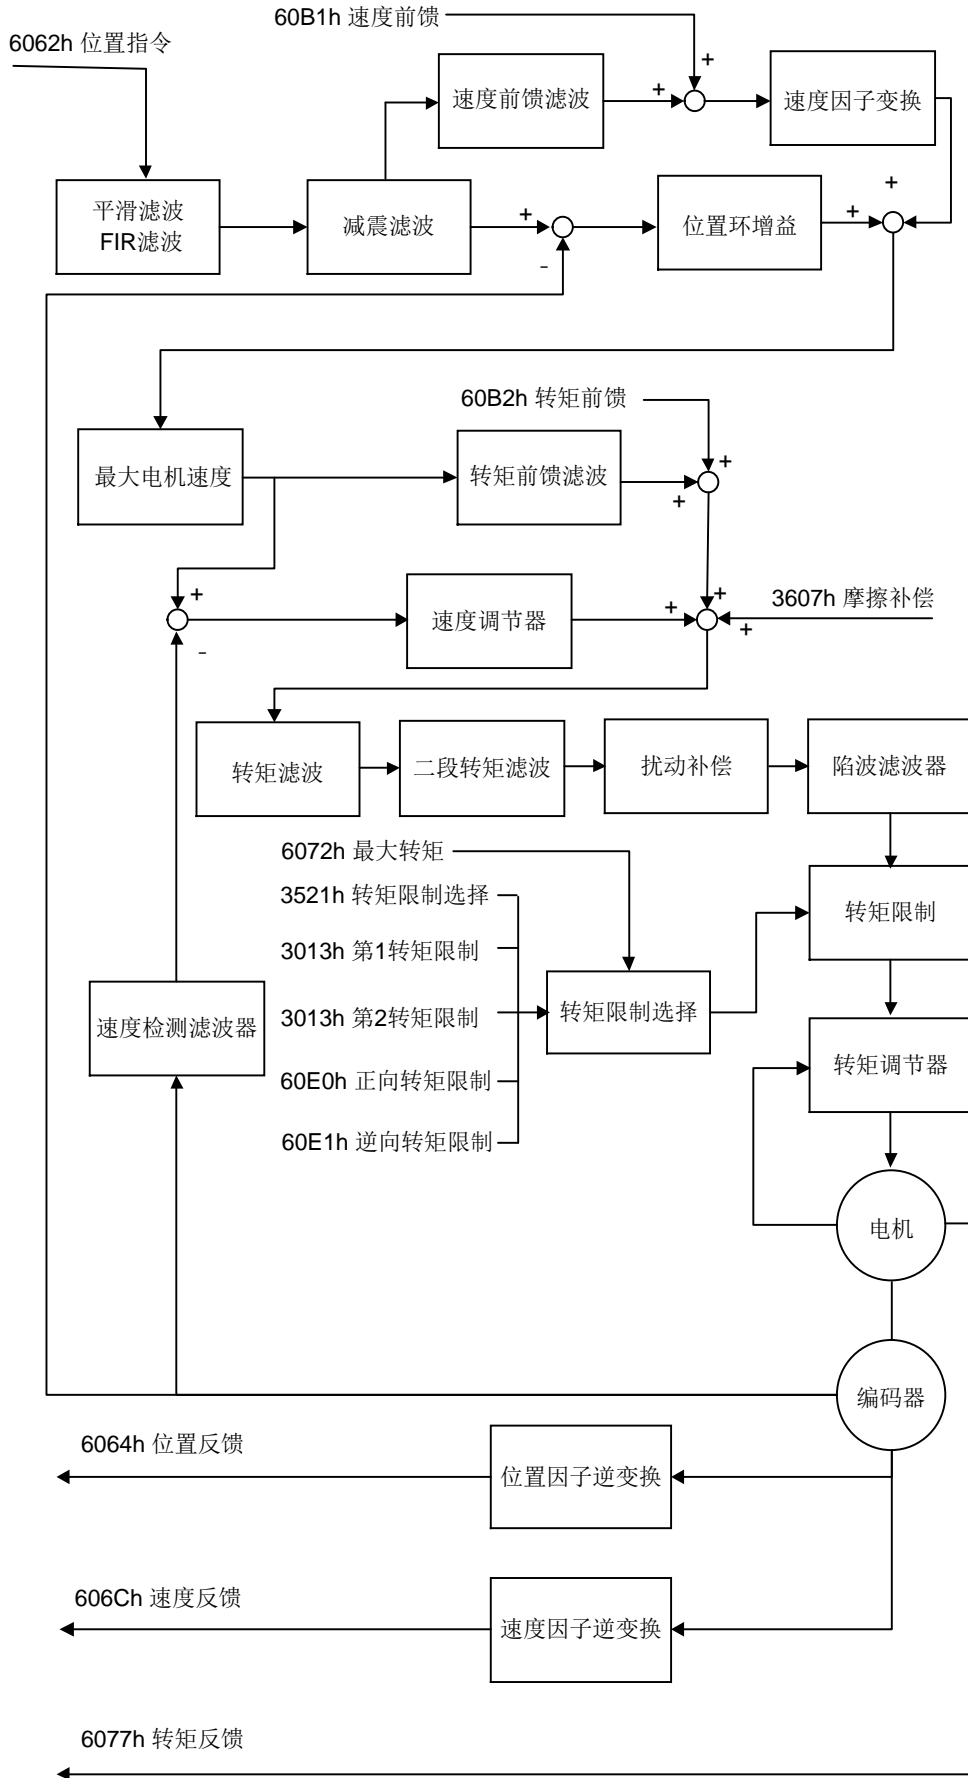 60B1h 速度前馈
6062h 位置指令
+
速度前馈滤波
+
速度因子变换
平滑滤波
FIR滤波
减震滤波
+
-
位置环增益
+
+
60B2h 转矩前馈
最大电机速度
转矩前馈滤波
+
+
+
-
速度调节器
+
+
+
3607h 摩擦补偿
转矩滤波
二段转矩滤波
扰动补偿
陷波滤波器
6072h 最大转矩
3521h 转矩限制选择
3013h 第1转矩限制
3013h 第2转矩限制
60E0h 正向转矩限制
60E1h 逆向转矩限制
转矩限制选择
转矩限制
速度检测滤波器
转矩调节器
电机
编码器
6064h 位置反馈
位置因子逆变换
606Ch 速度反馈
速度因子逆变换
6077h 转矩反馈